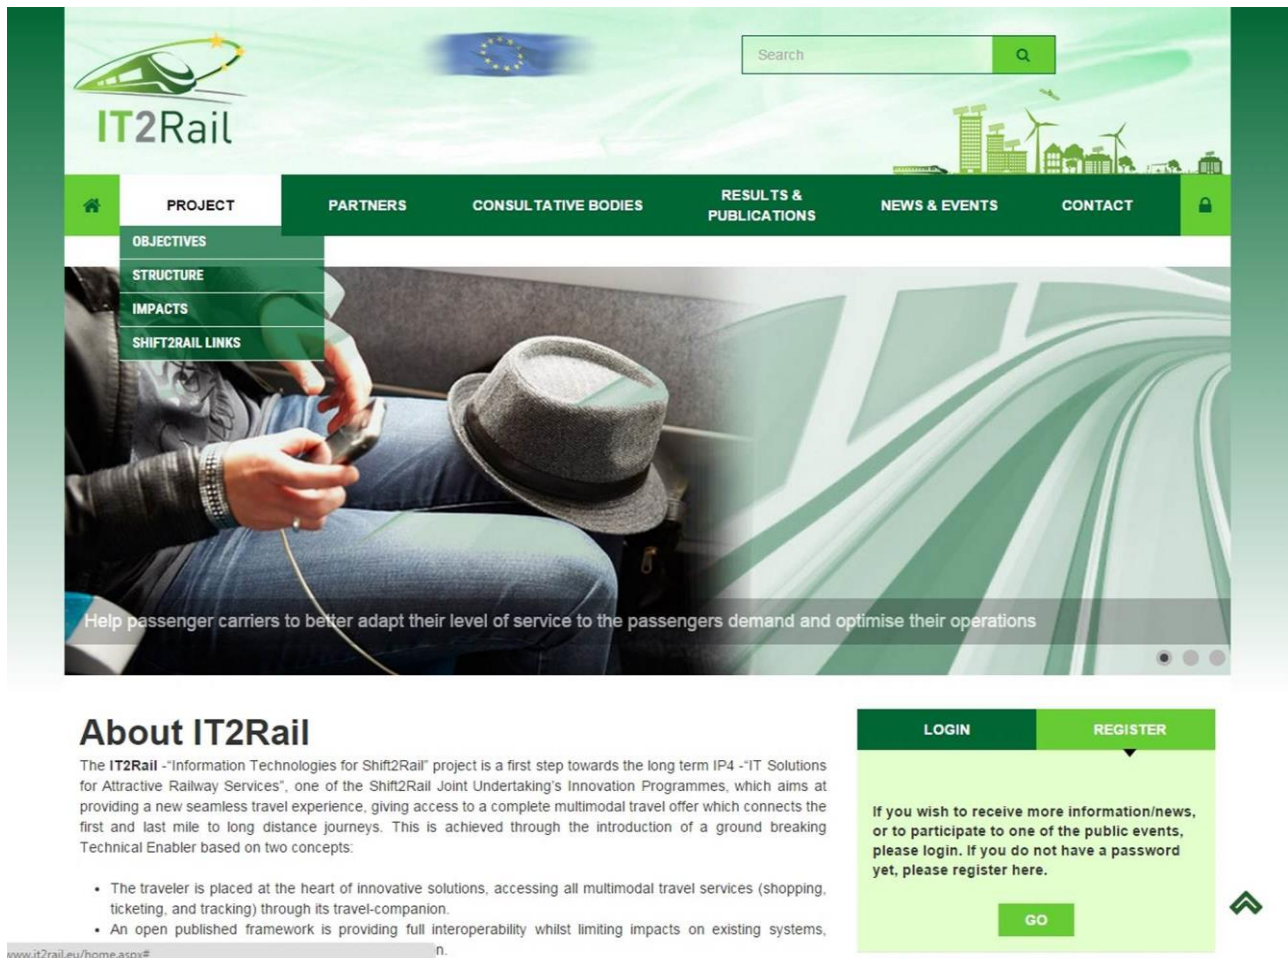 Search
IT2Rail
PROJECT
PARTNERS
CONSULTATIVE BODIES
RESULTS &
PUBLICATIONS
NEWS & EVENTS
CONTACT
OBJECTIVES
STRUCTURE
IMPACTS
SHIFT2RAIL LINKS
Help passenger carriers to better adapt their level of service to the passengers demand and optimise their operations
About IT2Rail
The IT2Rail -“Information Technologies for Shift2Rail” project is a first step towards the long term IP4 -“IT Solutions
for Attractive Railway Services”, one of the Shift2Rail Joint Undertaking's Innovation Programmes, which aims at
providing a new seamless travel experience, giving access to a complete multimodal travel offer which connects the
first and last mile to long distance journeys. This is achieved through the introduction of a ground breaking
Technical Enabler based on two concepts:
• The traveler is placed at the heart of innovative solutions, accessing all multimodal travel services (shopping,
ticketing, and tracking) through its travel-companion.
• An open published framework is providing full interoperability whilst limiting impacts on existing systems,
n.
LOGIN
REGISTER
If you wish to receive more information/news,
or to participate to one of the public events,
please login. If you do not have a password
yet, please register here.
GO
www.it2rail.eu/home.aspx#